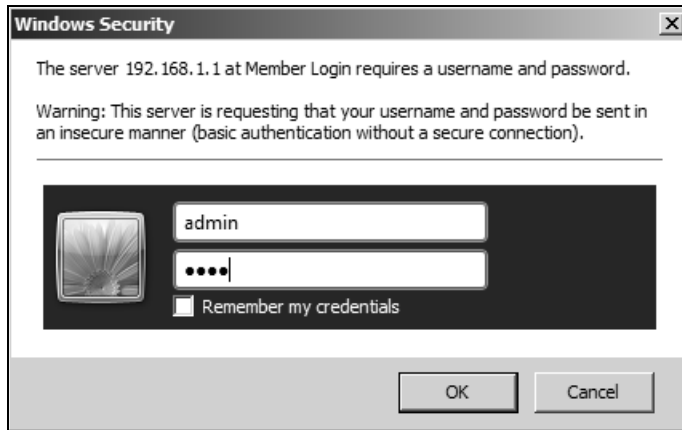 Windows Security
The server 192.168.1.1 at Member Login requires a username and password.
Warning: This server is requesting that your username and password be sent in
an insecure manner (basic authentication without a secure connection).
admin
●●●●
Remember my credentials
OK
Cancel